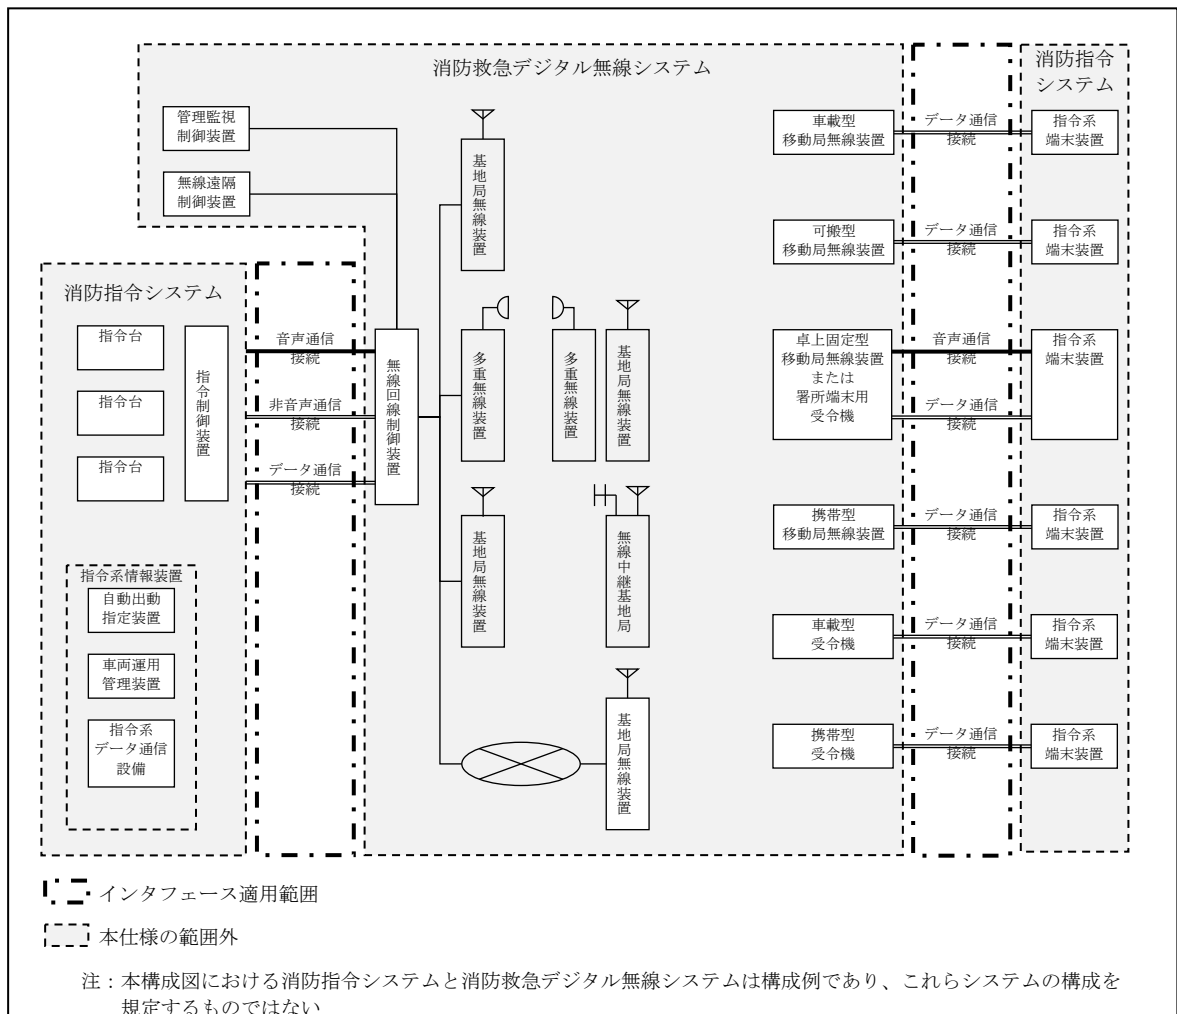 消防救急デジタル無線システム
消防指令
システム
管理監視
制御装置
無線遠隔
制御装置
基地局無線装置
車載型
移動局無線装置
データ通信
接続
指令系
端末装置
可搬型
移動局無線装置
データ通信
接続
指令系
端末装置
消防指令システム
指令台
指令台
指令台
指令制御装置
音声通信
接続
非音声通信
接続
データ通信
接続
無線回線制御装置
多重無線装置
多重無線装置
基地局無線装置
卓上固定型
移動局無線装置
または
署所端末用
受令機
音声通信
接続
データ通信
接続
指令系
端末装置
基地局無線装置
無線中継基地局
携帯型
移動局無線装置
データ通信
接続
指令系
端末装置
指令系情報装置
自動出動
指定装置
車両運用
管理装置
指令系
データ通信
設備
車載型
受令機
データ通信
接続
指令系
端末装置
基地局無線装置
携帯型
受令機
データ通信
接続
指令系
端末装置
インタフェース適用範囲
本仕様の範囲外
注：本構成図における消防指令システムと消防救急デジタル無線システムは構成例であり、これらシステムの構成を
規定するものではない